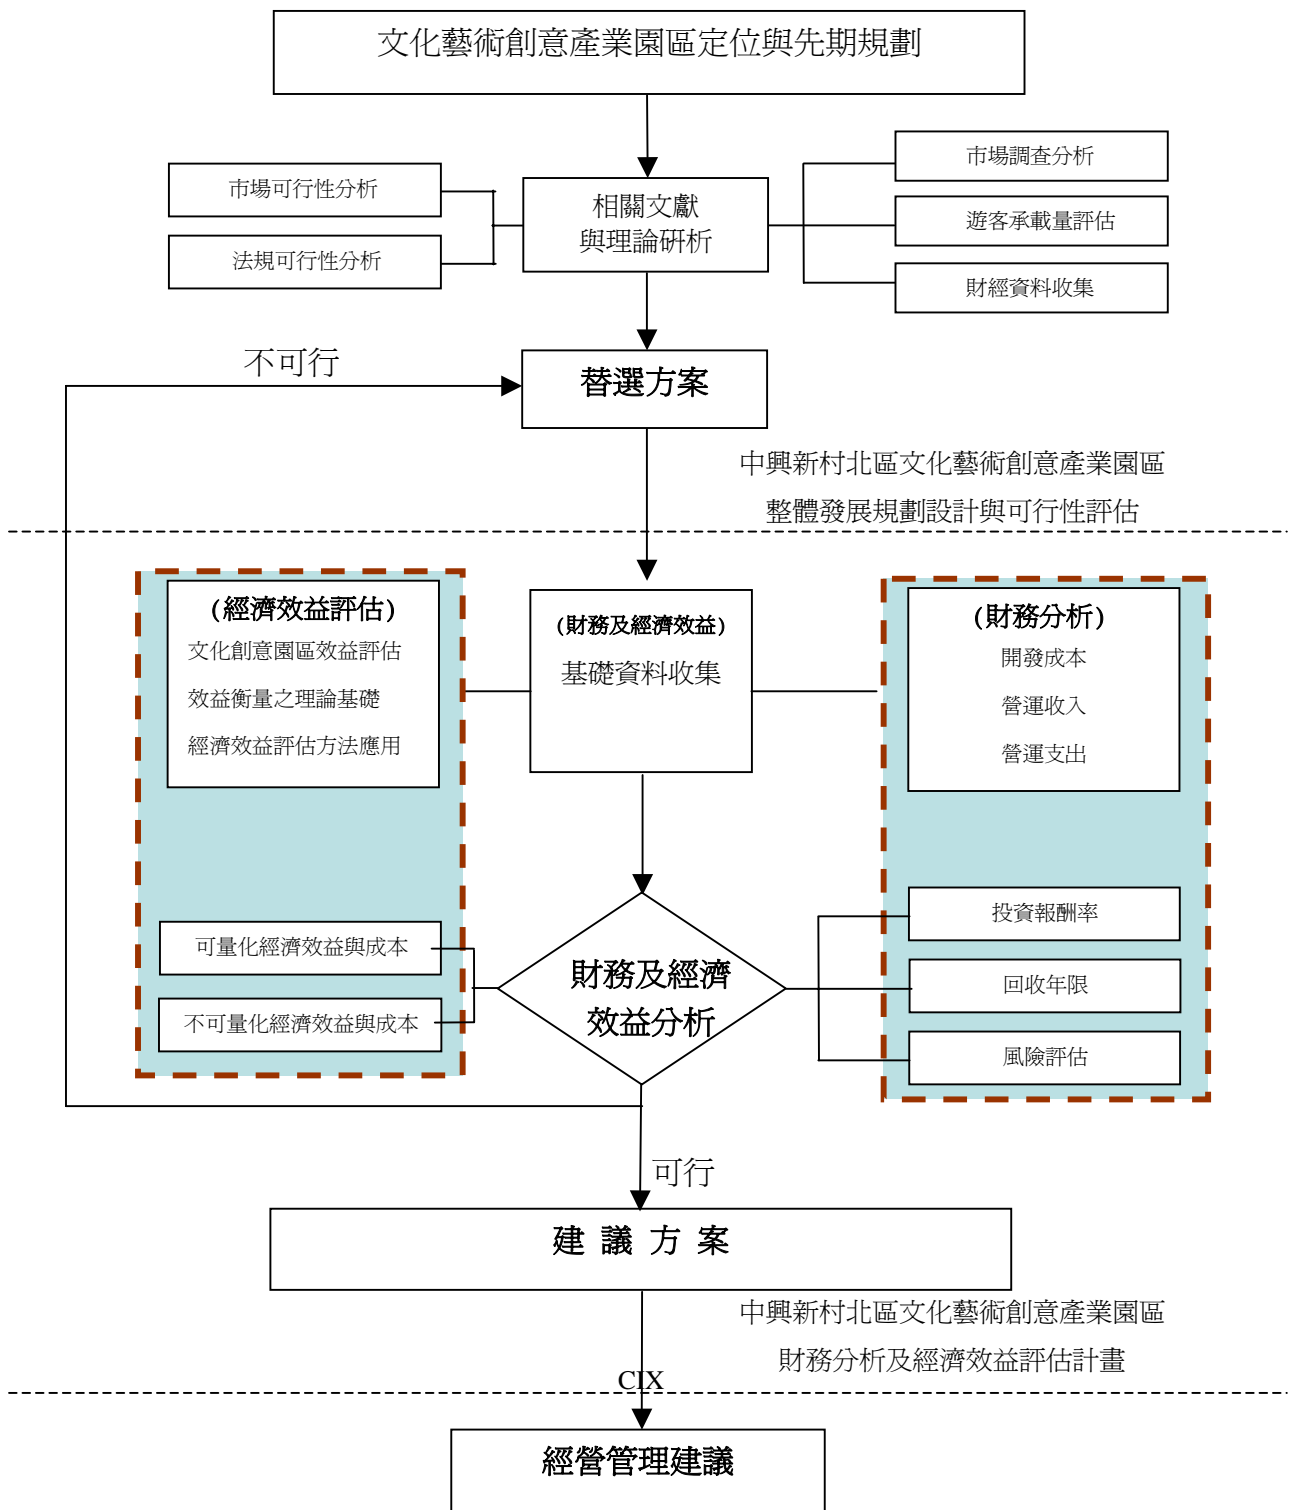 文化藝術創意產業園區定位與先期規劃
市場可行性分析
法規可行性分析
相關文獻
與理論研析
市場調查分析
遊客承載量評估
財經資料收集
不可行
替選方案
中興新村北區文化藝術創意產業園區
整體發展規劃設計與可行性評估
(經濟效益評估)
文化創意園區效益評估
效益衡量之理論基礎
經濟效益評估方法應用
(財務及經濟效益)
基礎資料收集
(財務分析)
開發成本
營運收入
營運支出
可量化經濟效益與成本
不可量化經濟效益與成本
財務及經濟
效益分析
投資報酬率
回收年限
風險評估
可行
建 議 方 案
中興新村北區文化藝術創意產業園區
財務分析及經濟效益評估計畫
CIX
經營管理建議